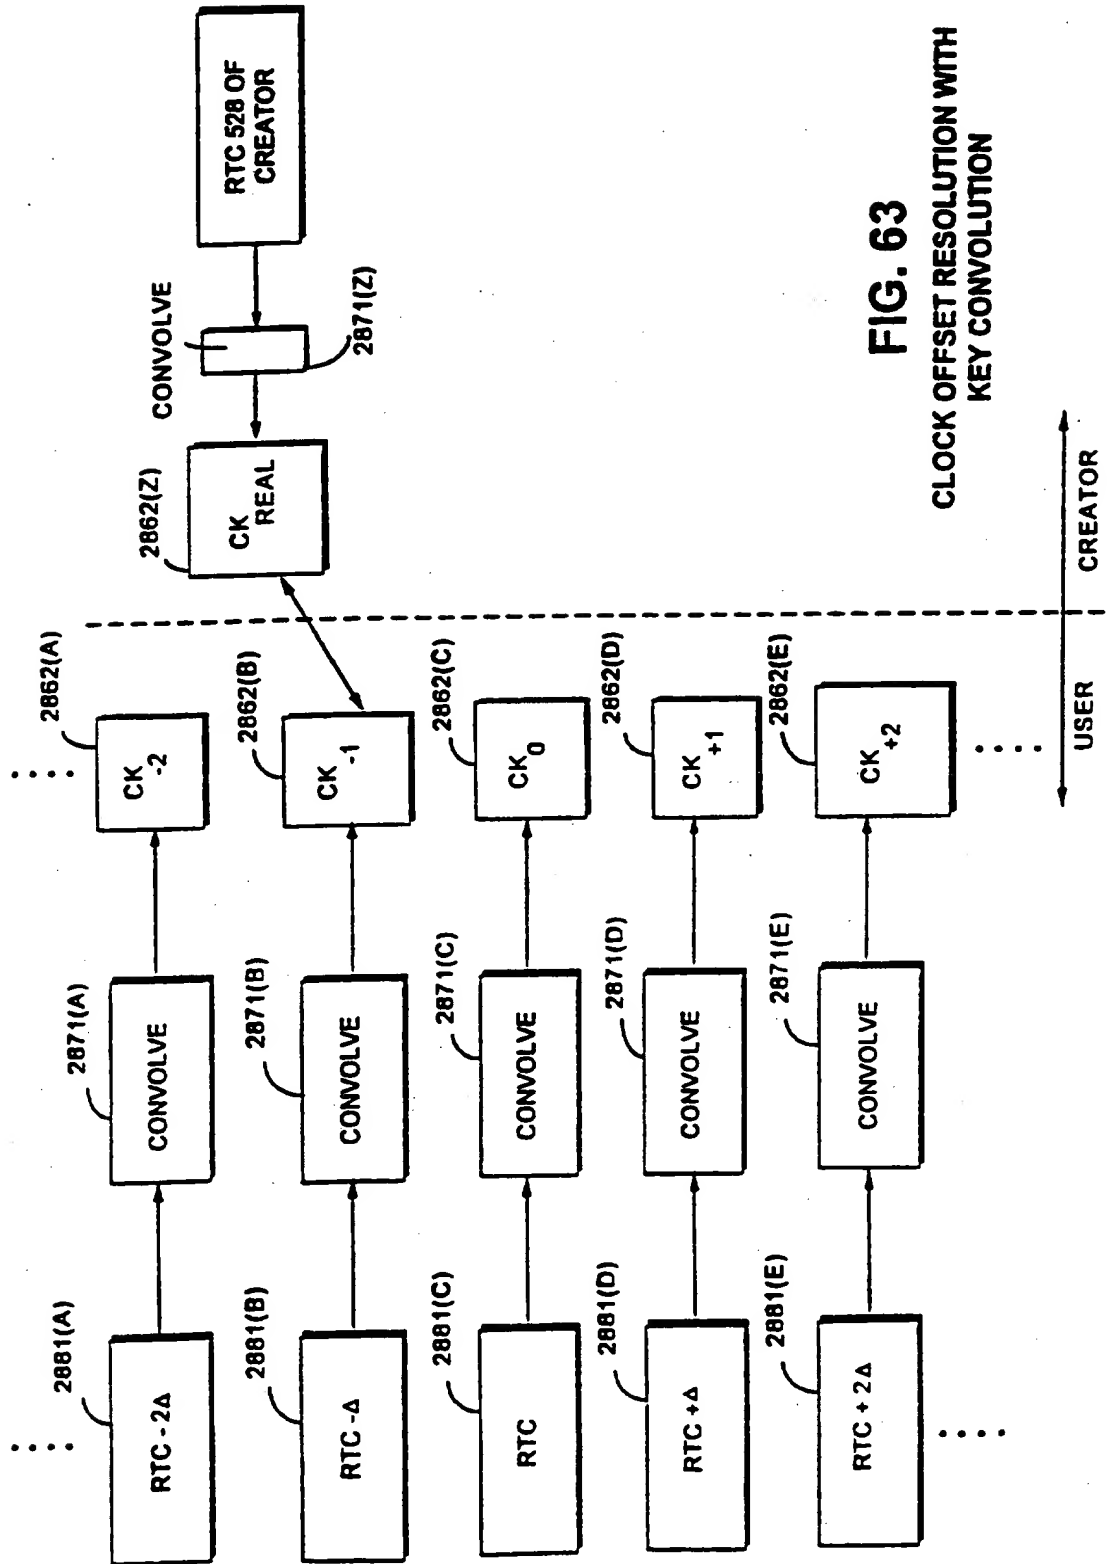 2881(A)
RTC - 2Δ
2871(A)
CONVOLVE
2862(A)
CK -2
2881(B)
RTC -Δ
2871(B)
CONVOLVE
2862(B)
CK -1
2881(C)
RTC
2871(C)
CONVOLVE
2862(C)
CK 0
2881(D)
RTC +Δ
2871(D)
CONVOLVE
2862(D)
CK +1
2881(E)
RTC + 2Δ
2871(E)
CONVOLVE
2862(E)
CK +2
2862(Z)
CK REAL
CONVOLVE
2871(Z)
RTC 528 OF
CREATOR
USER
CREATOR
FIG. 63
CLOCK OFFSET RESOLUTION WITH
KEY CONVOLUTION